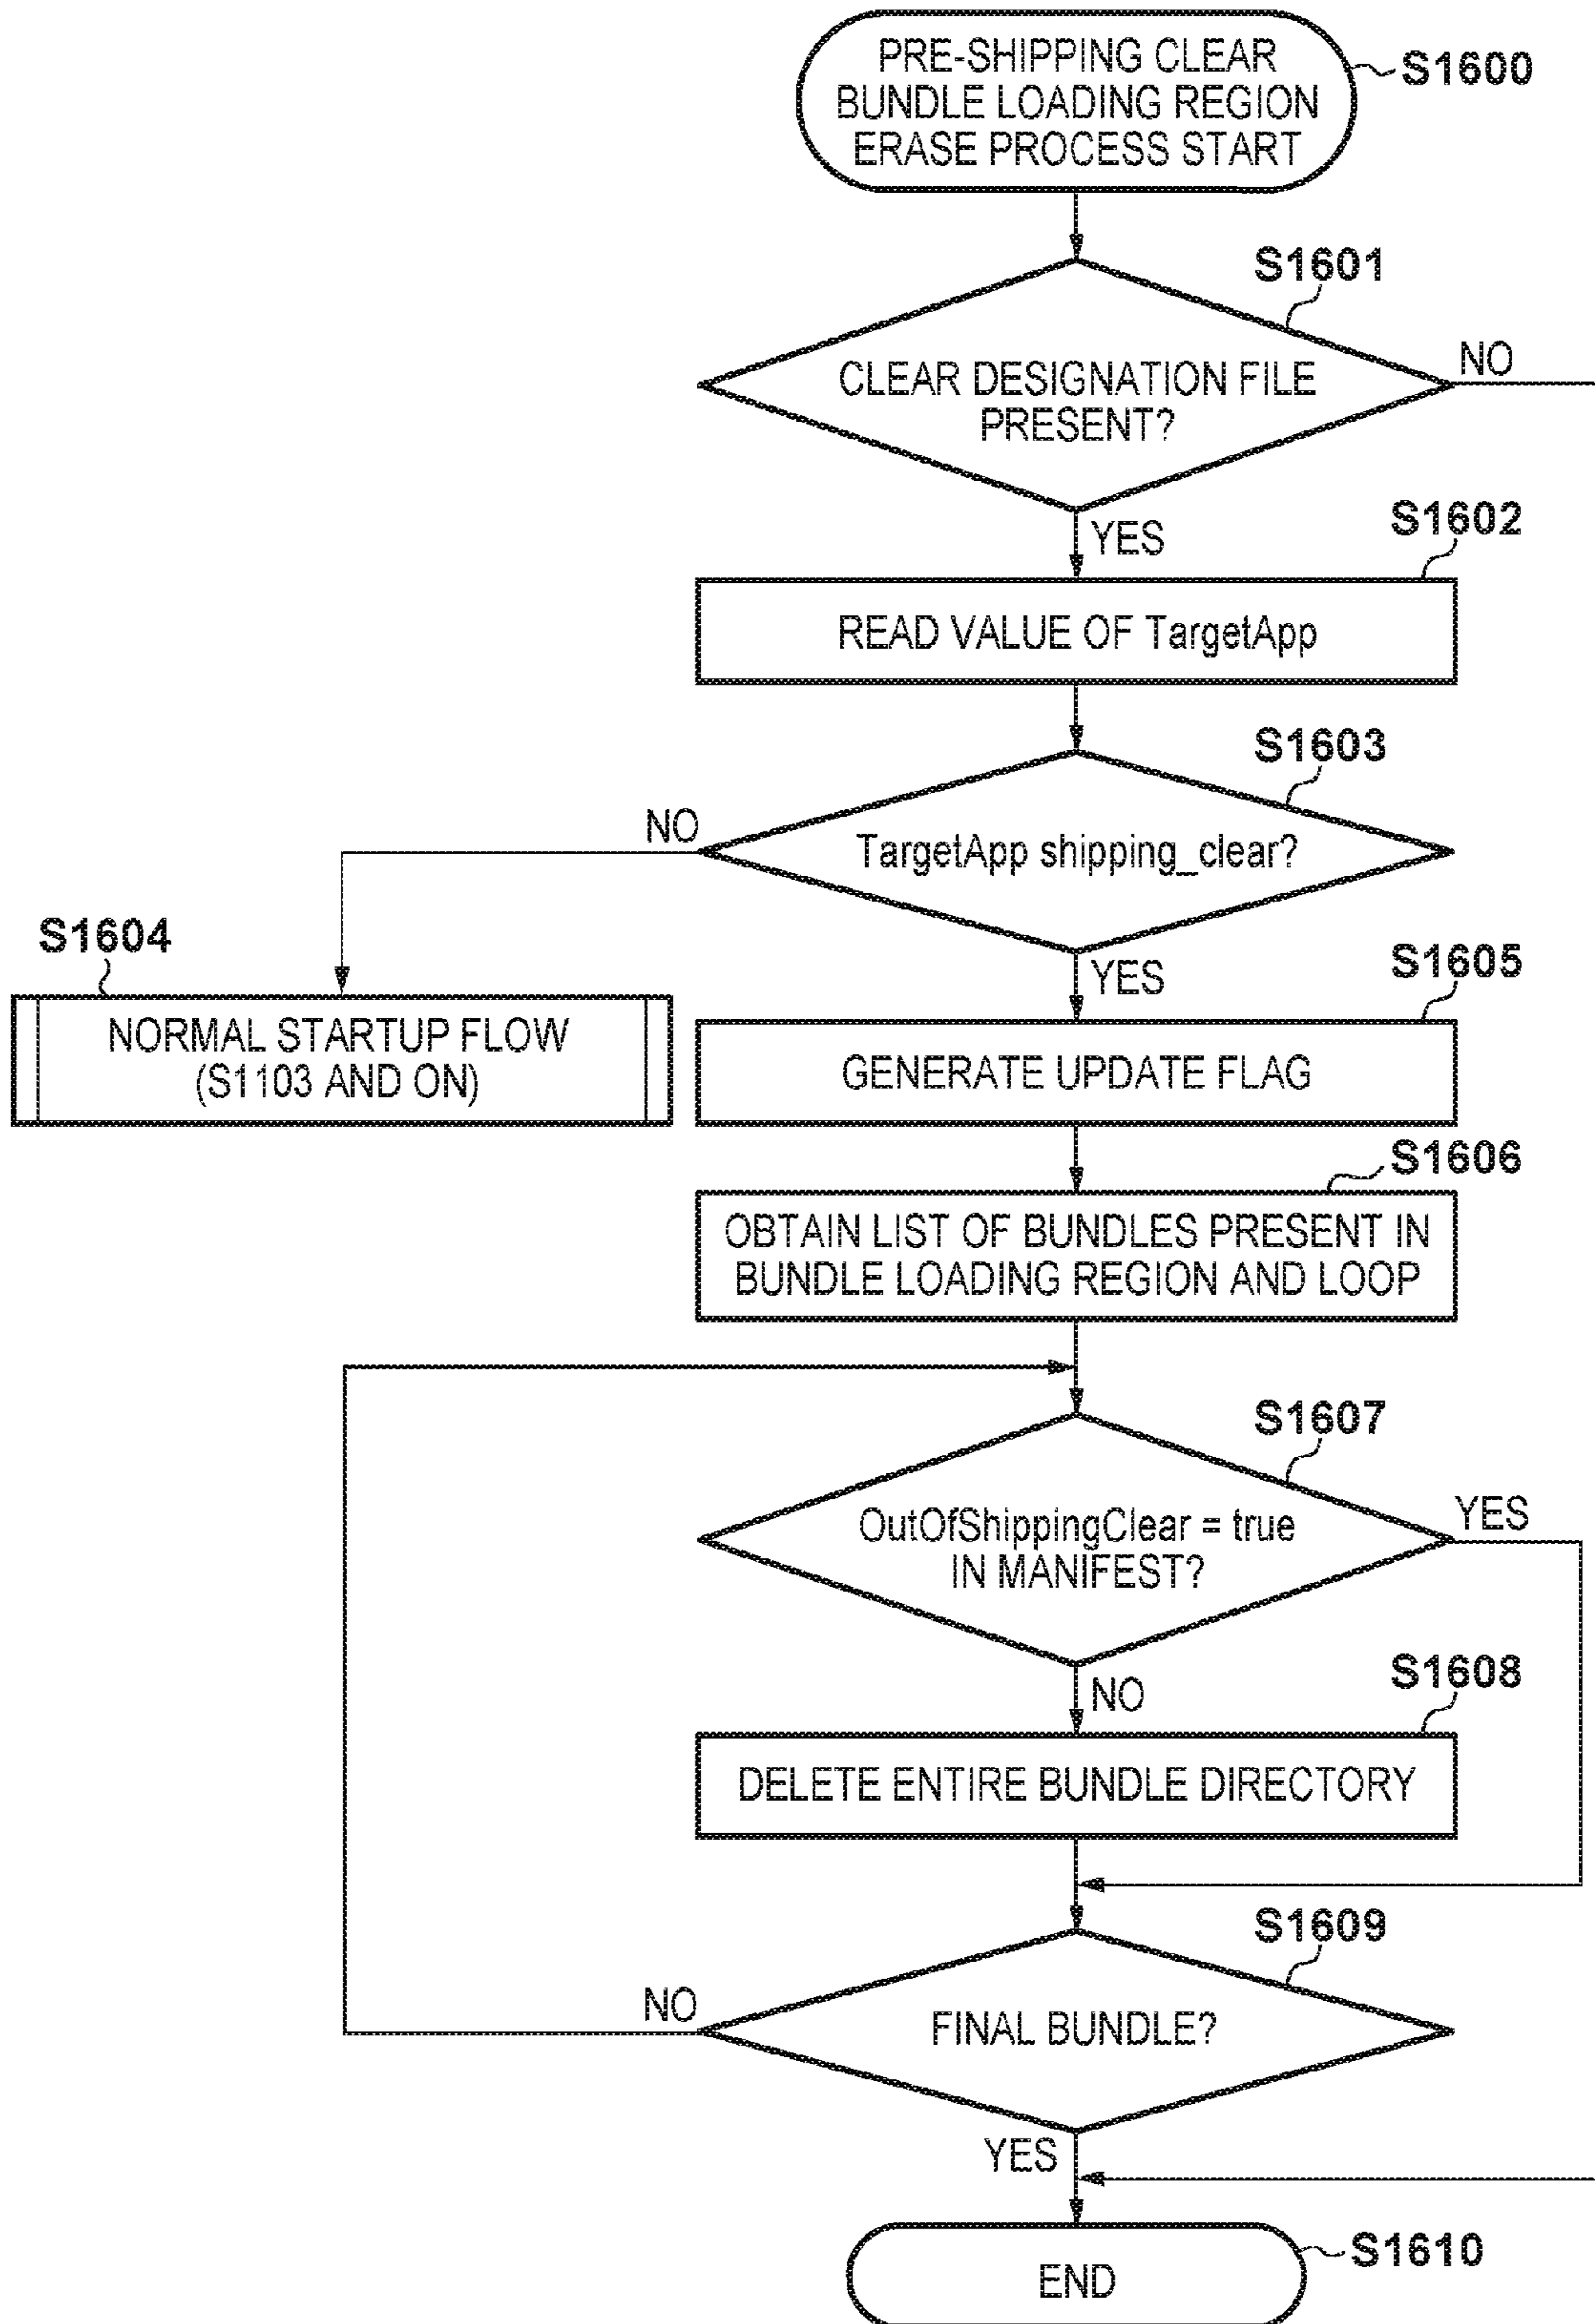 PRE-SHIPPING CLEAR
BUNDLE LOADING REGION
ERASE PROCESS START
S1600
S1601
CLEAR DESIGNATION FILE
PRESENT?
NO
YES
S1602
READ VALUE OF TargetApp
S1603
TargetApp shipping_clear?
NO
YES
S1604
NORMAL STARTUP FLOW
(S1103 AND ON)
S1605
GENERATE UPDATE FLAG
S1606
OBTAIN LIST OF BUNDLES PRESENT IN
BUNDLE LOADING REGION AND LOOP
S1607
OutOfShippingClear = true
IN MANIFEST?
YES
NO
S1608
DELETE ENTIRE BUNDLE DIRECTORY
S1609
FINAL BUNDLE?
NO
YES
END
S1610